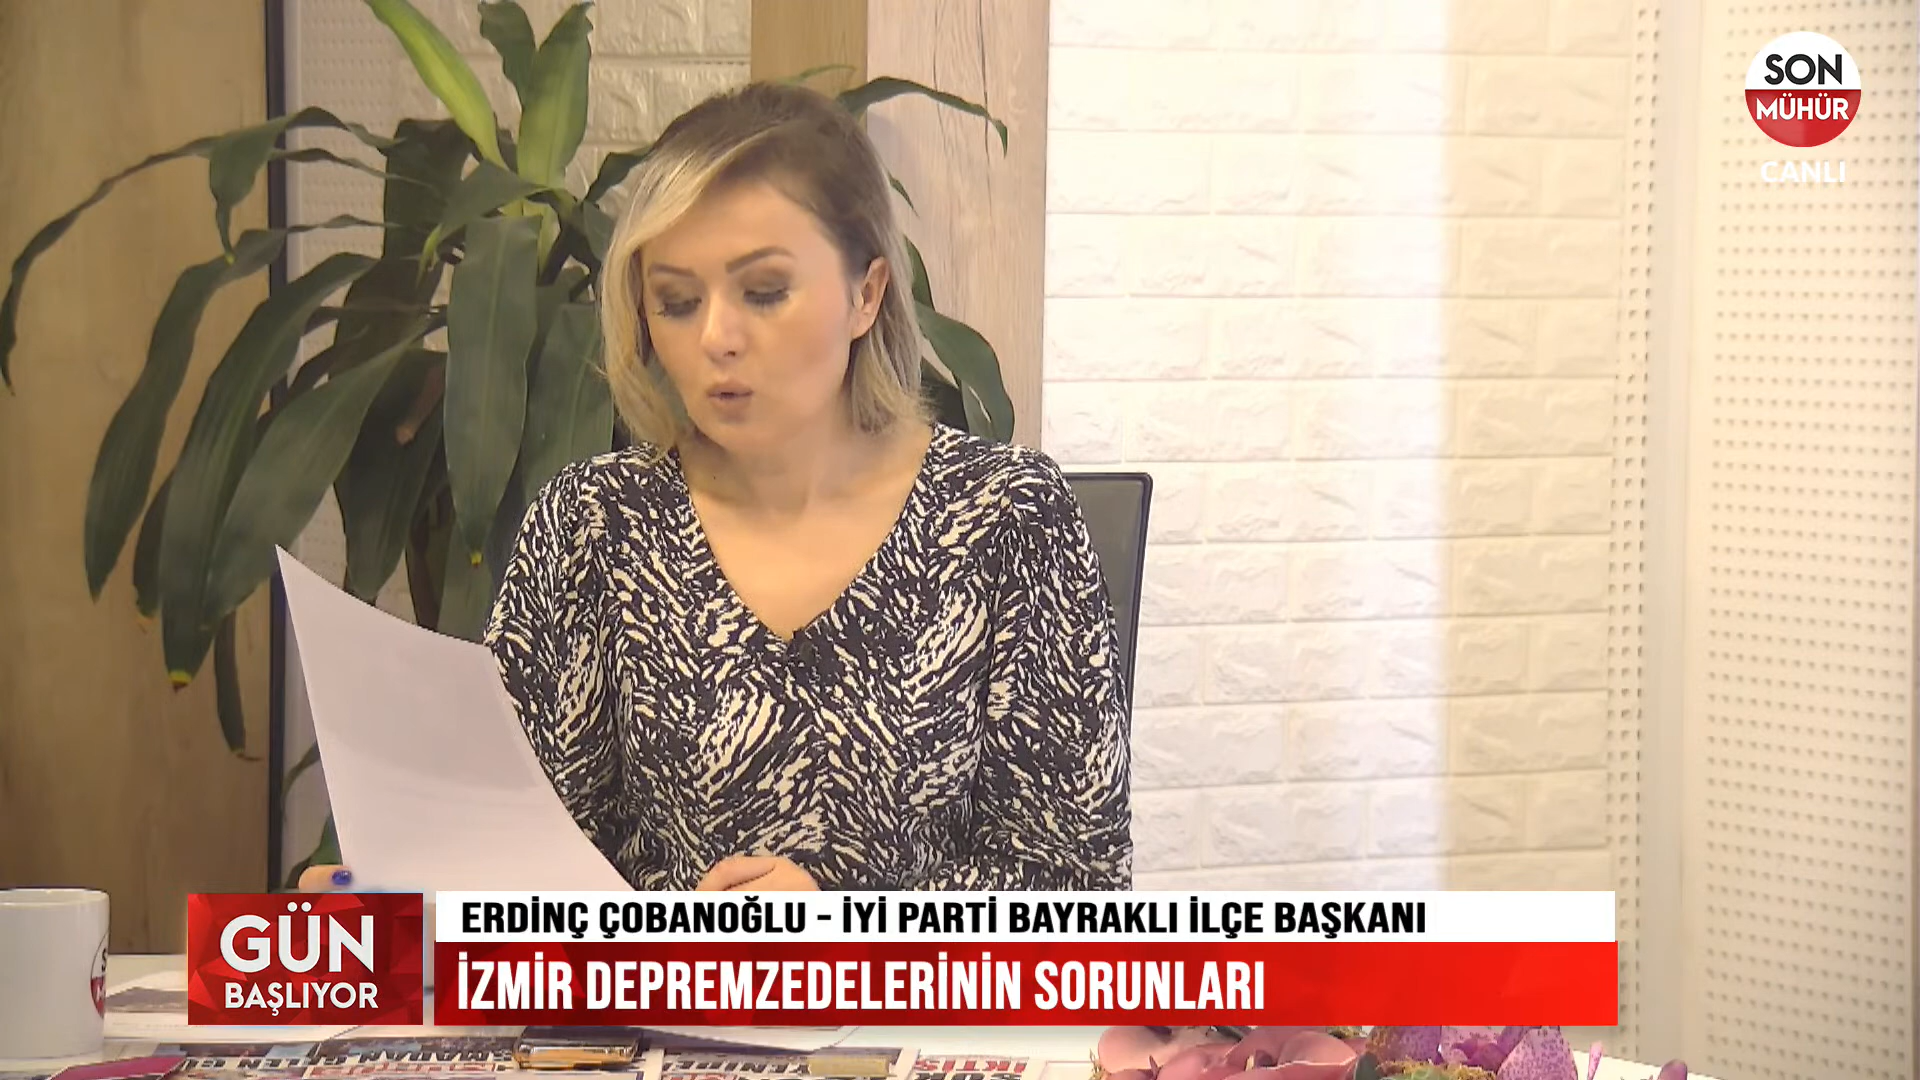 SON
MÜHÜR
CANLI
ERDİNÇ ÇOBANOĞLU - İYİ PARTİ BAYRAKLI İLÇE BAŞKANI
GÜN
BAŞLIYOR
İZMİR DEPREMZEDELERİNİN SORUNLARI